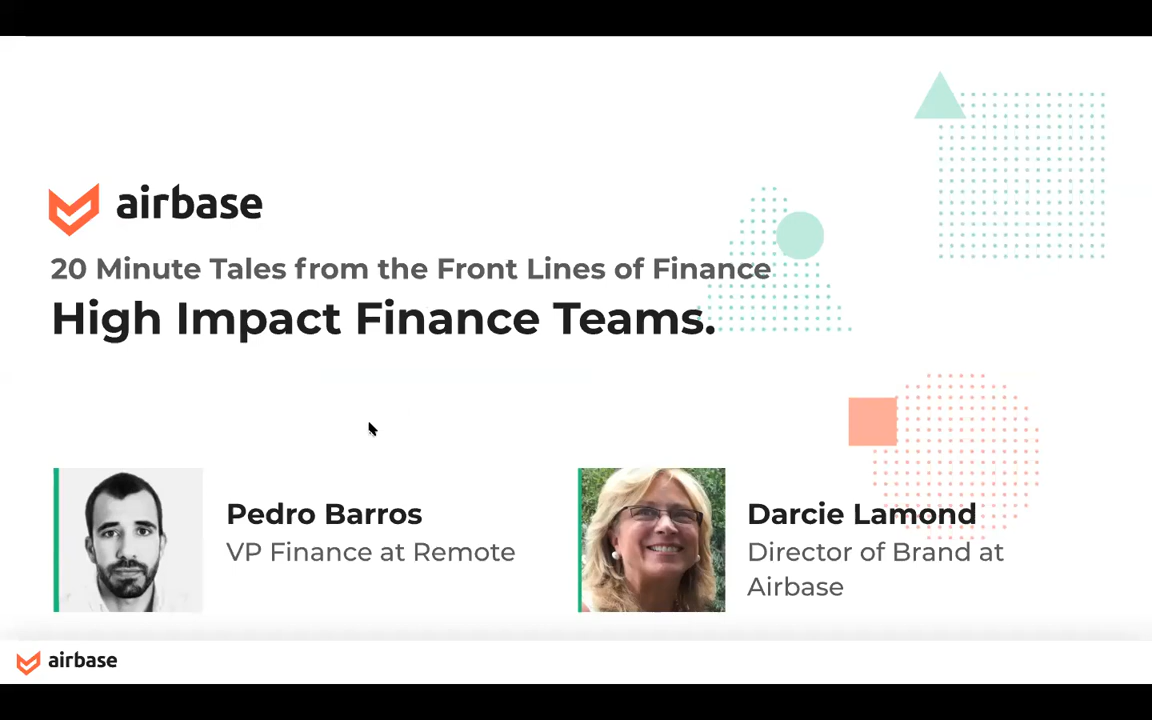 airbase
20 Minute Tales from the Front Lines of Finance
High Impact Finance Teams.
Pedro Barros
VP Finance at Remote
Darcie Lamond
Director of Brand at
Airbase
airbase